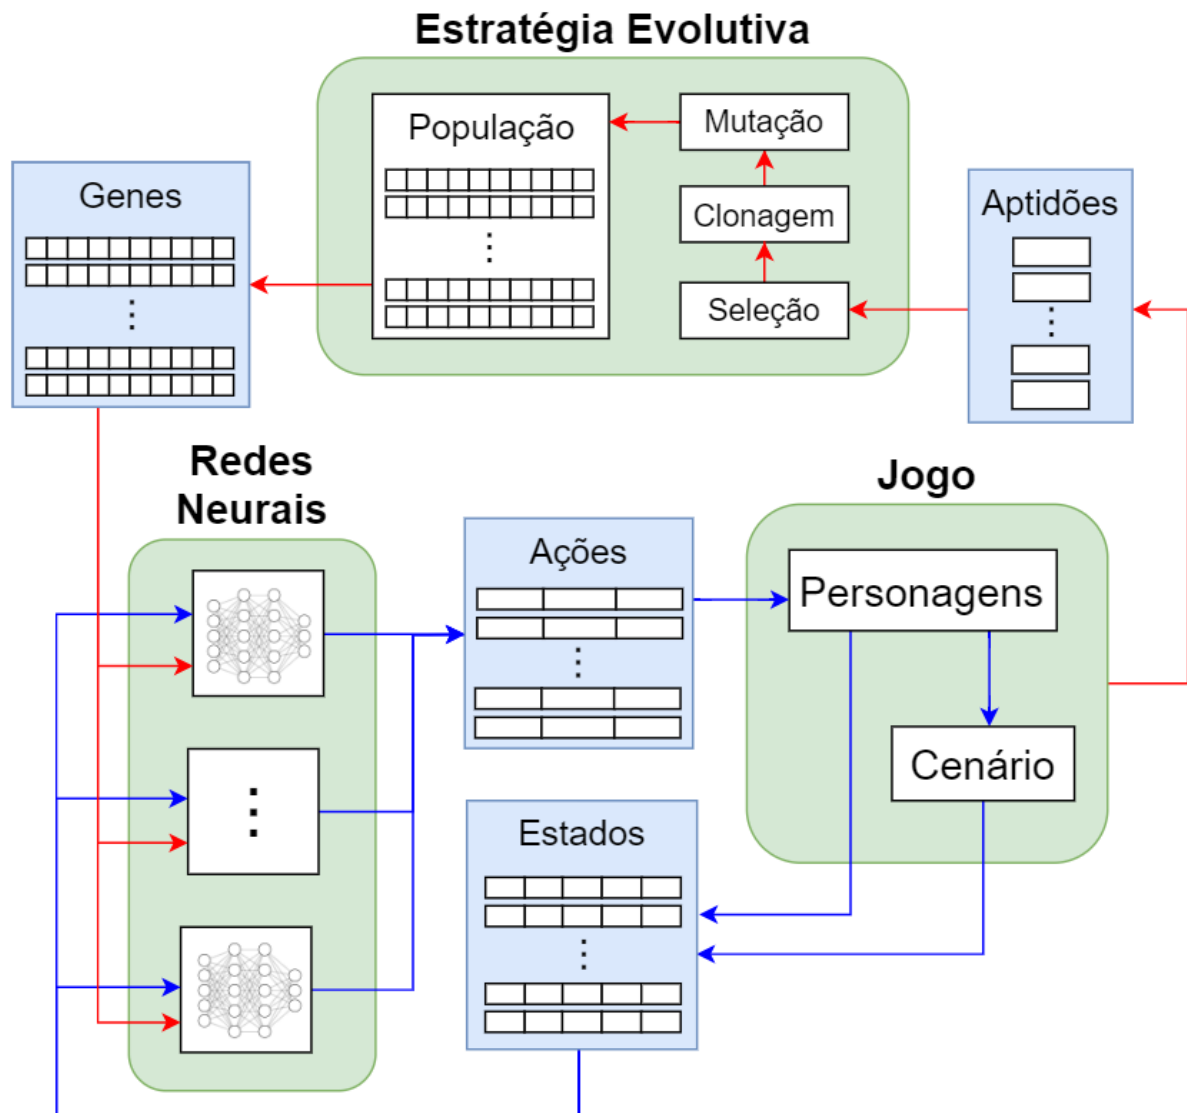 Estratégia Evolutiva
População
Mutação
Clonagem
Seleção
Genes
Aptidões
Redes
Neurais
Jogo
Ações
Personagens
Cenário
Estados